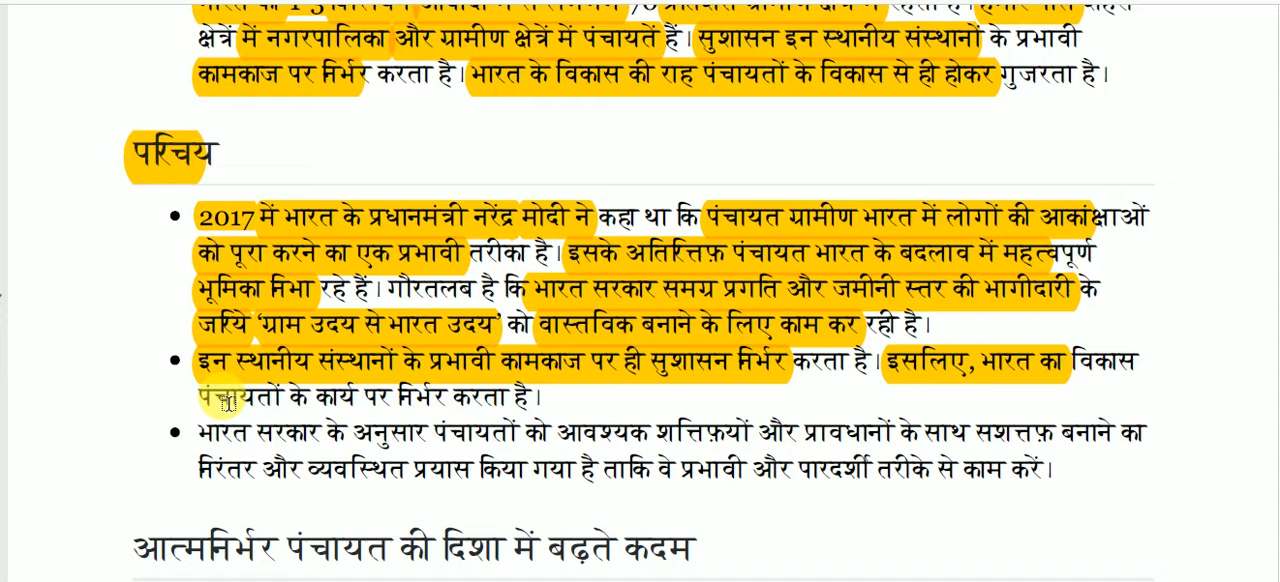 क्षेत्रें में नगरपालिका और ग्रामीण क्षेत्रें में पंचायतें हैं। सुशासन इन स्थानीय संस्थानों के प्रभावी
कामकाज पर निर्भर करता है। भारत के विकास की राह पंचायतों के विकास से ही होकर गुजरता है।
परिचय
• 2017 में भारत के प्रधानमंत्री नरेंद्र मोदी ने कहा था कि पंचायत ग्रामीण भारत में लोगों की आकांक्षाओं
को पूरा करने का एक प्रभावी तरीका है। इसके अतिरित्तफ़ पंचायत भारत के बदलाव में महत्वपूर्ण
भूमिका निभा रहे हैं। गौरतलब है कि भारत सरकार समग्र प्रगति और जमीनी स्तर की भागीदारी के
जरिये ‘ग्राम उदय से भारत उदय’ को वास्तविक बनाने के लिए काम कर रही है।
• इन स्थानीय संस्थानों के प्रभावी कामकाज पर ही सुशासन निर्भर करता है। इसलिए, भारत का विकास
पंचायतों के कार्य पर निर्भर करता है।
• भारत सरकार के अनुसार पंचायतों को आवश्यक शत्तिफ़यों और प्रावधानों के साथ सशत्तफ़ बनाने का
निरंतर और व्यवस्थित प्रयास किया गया है ताकि वे प्रभावी और पारदर्शी तरीके से काम करें।
आत्मनिर्भर पंचायत की दिशा में बढ़ते कदम